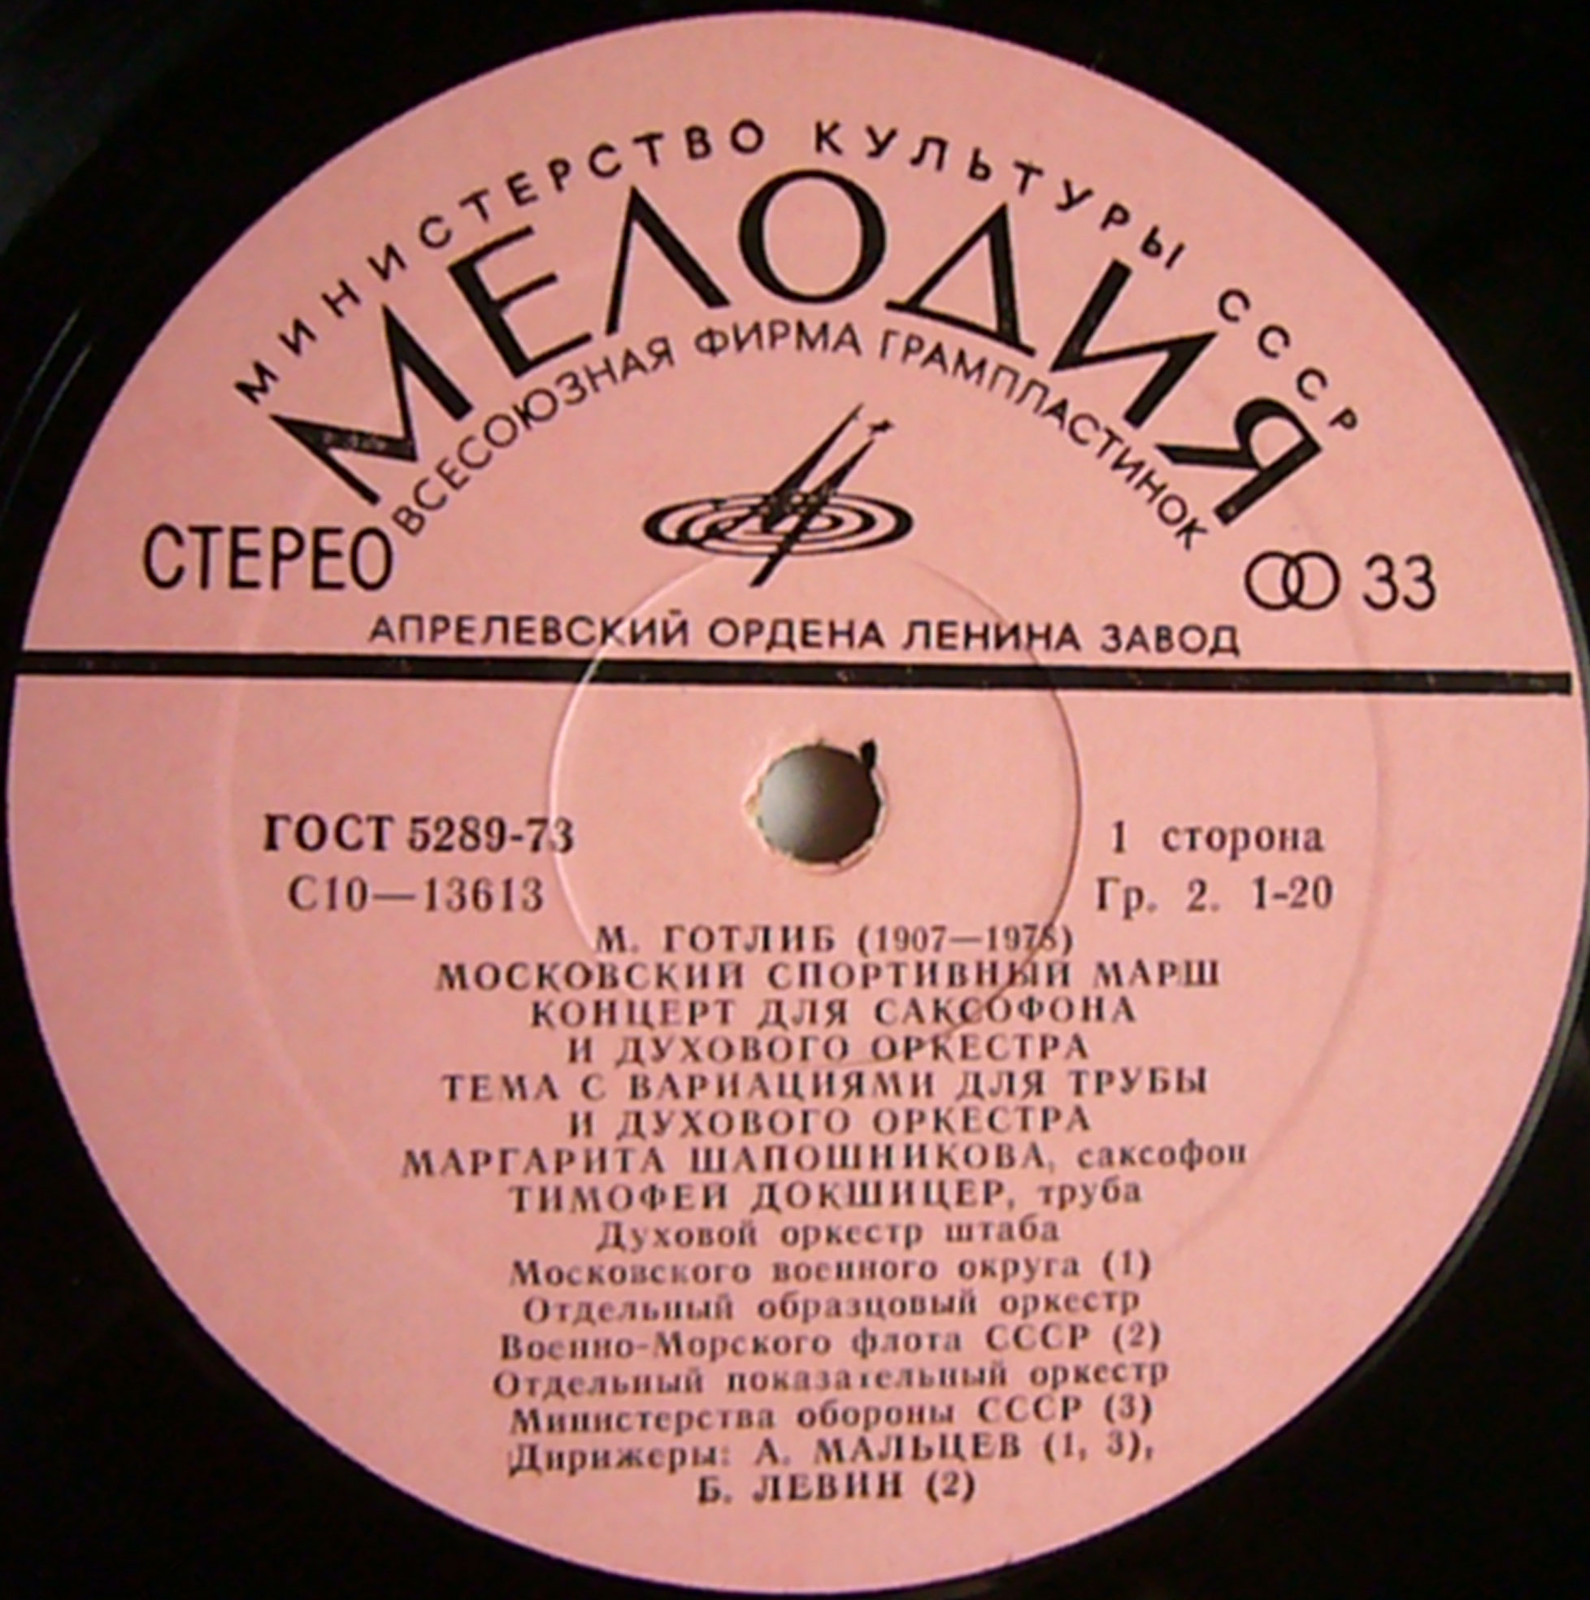 МИНИСТЕРСТВО КУЛЬТУРЫ СССР
МЕЛОДИЯ
ВСЕСОЮЗНАЯ ФИРМА ГРАМПЛАСТИНОК
СТЕРЕО
33
АПРЕЛЕВСКИЙ ОРДЕНА ЛЕНИНА ЗАВОД
ГОСТ 5289-73
1 сторона
С10—13613
Гр. 2. 1-20
М. ГОТЛИБ (1907—1978)
МОСКОВСКИЙ СПОРТИВНЫЙ МАРШ
КОНЦЕРТ ДЛЯ САКСОФОНА
И ДУХОВОГО ОРКЕСТРА
ТЕМА С ВАРИАЦИЯМИ ДЛЯ ТРУБЫ
И ДУХОВОГО ОРКЕСТРА
МАРГАРИТА ШАПОШНИКОВА, саксофон
ТИМОФЕЙ ДОКШИЦЕР, труба
Духовой оркестр штаба
Московского военного округа (1)
Отдельный образцовый оркестр
Военно-Морского флота СССР (2)
Отдельный показательный оркестр
Министерства обороны СССР (3)
Дирижеры: А. МАЛЬЦЕВ (1, 3),
Б. ЛЕВИН (2)